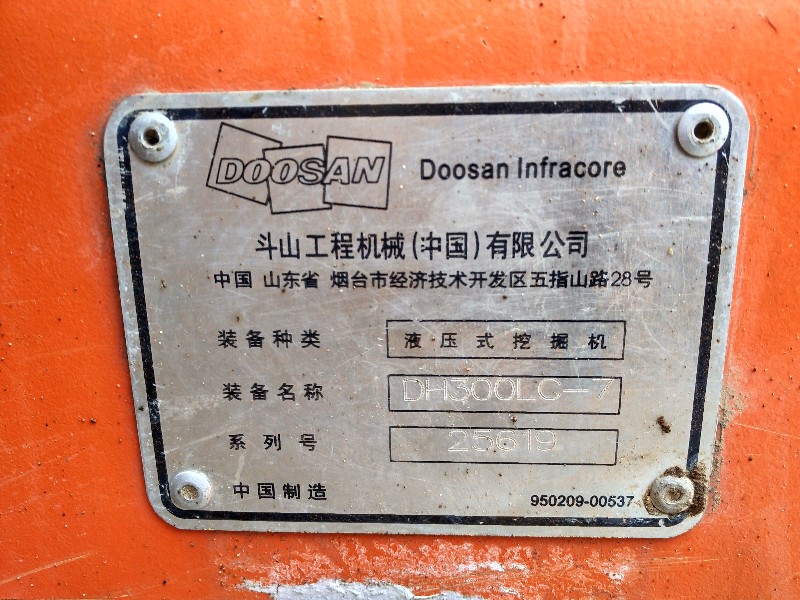 DOOSAN Doosan Infracore
斗山工程机械(中国)有限公司
中国 山东省 烟台市经济技术开发区五指山路28号
装备种类 液压式挖掘机
装备名称 DH300LC-7
系列号 25619
中国制造 950209-00537